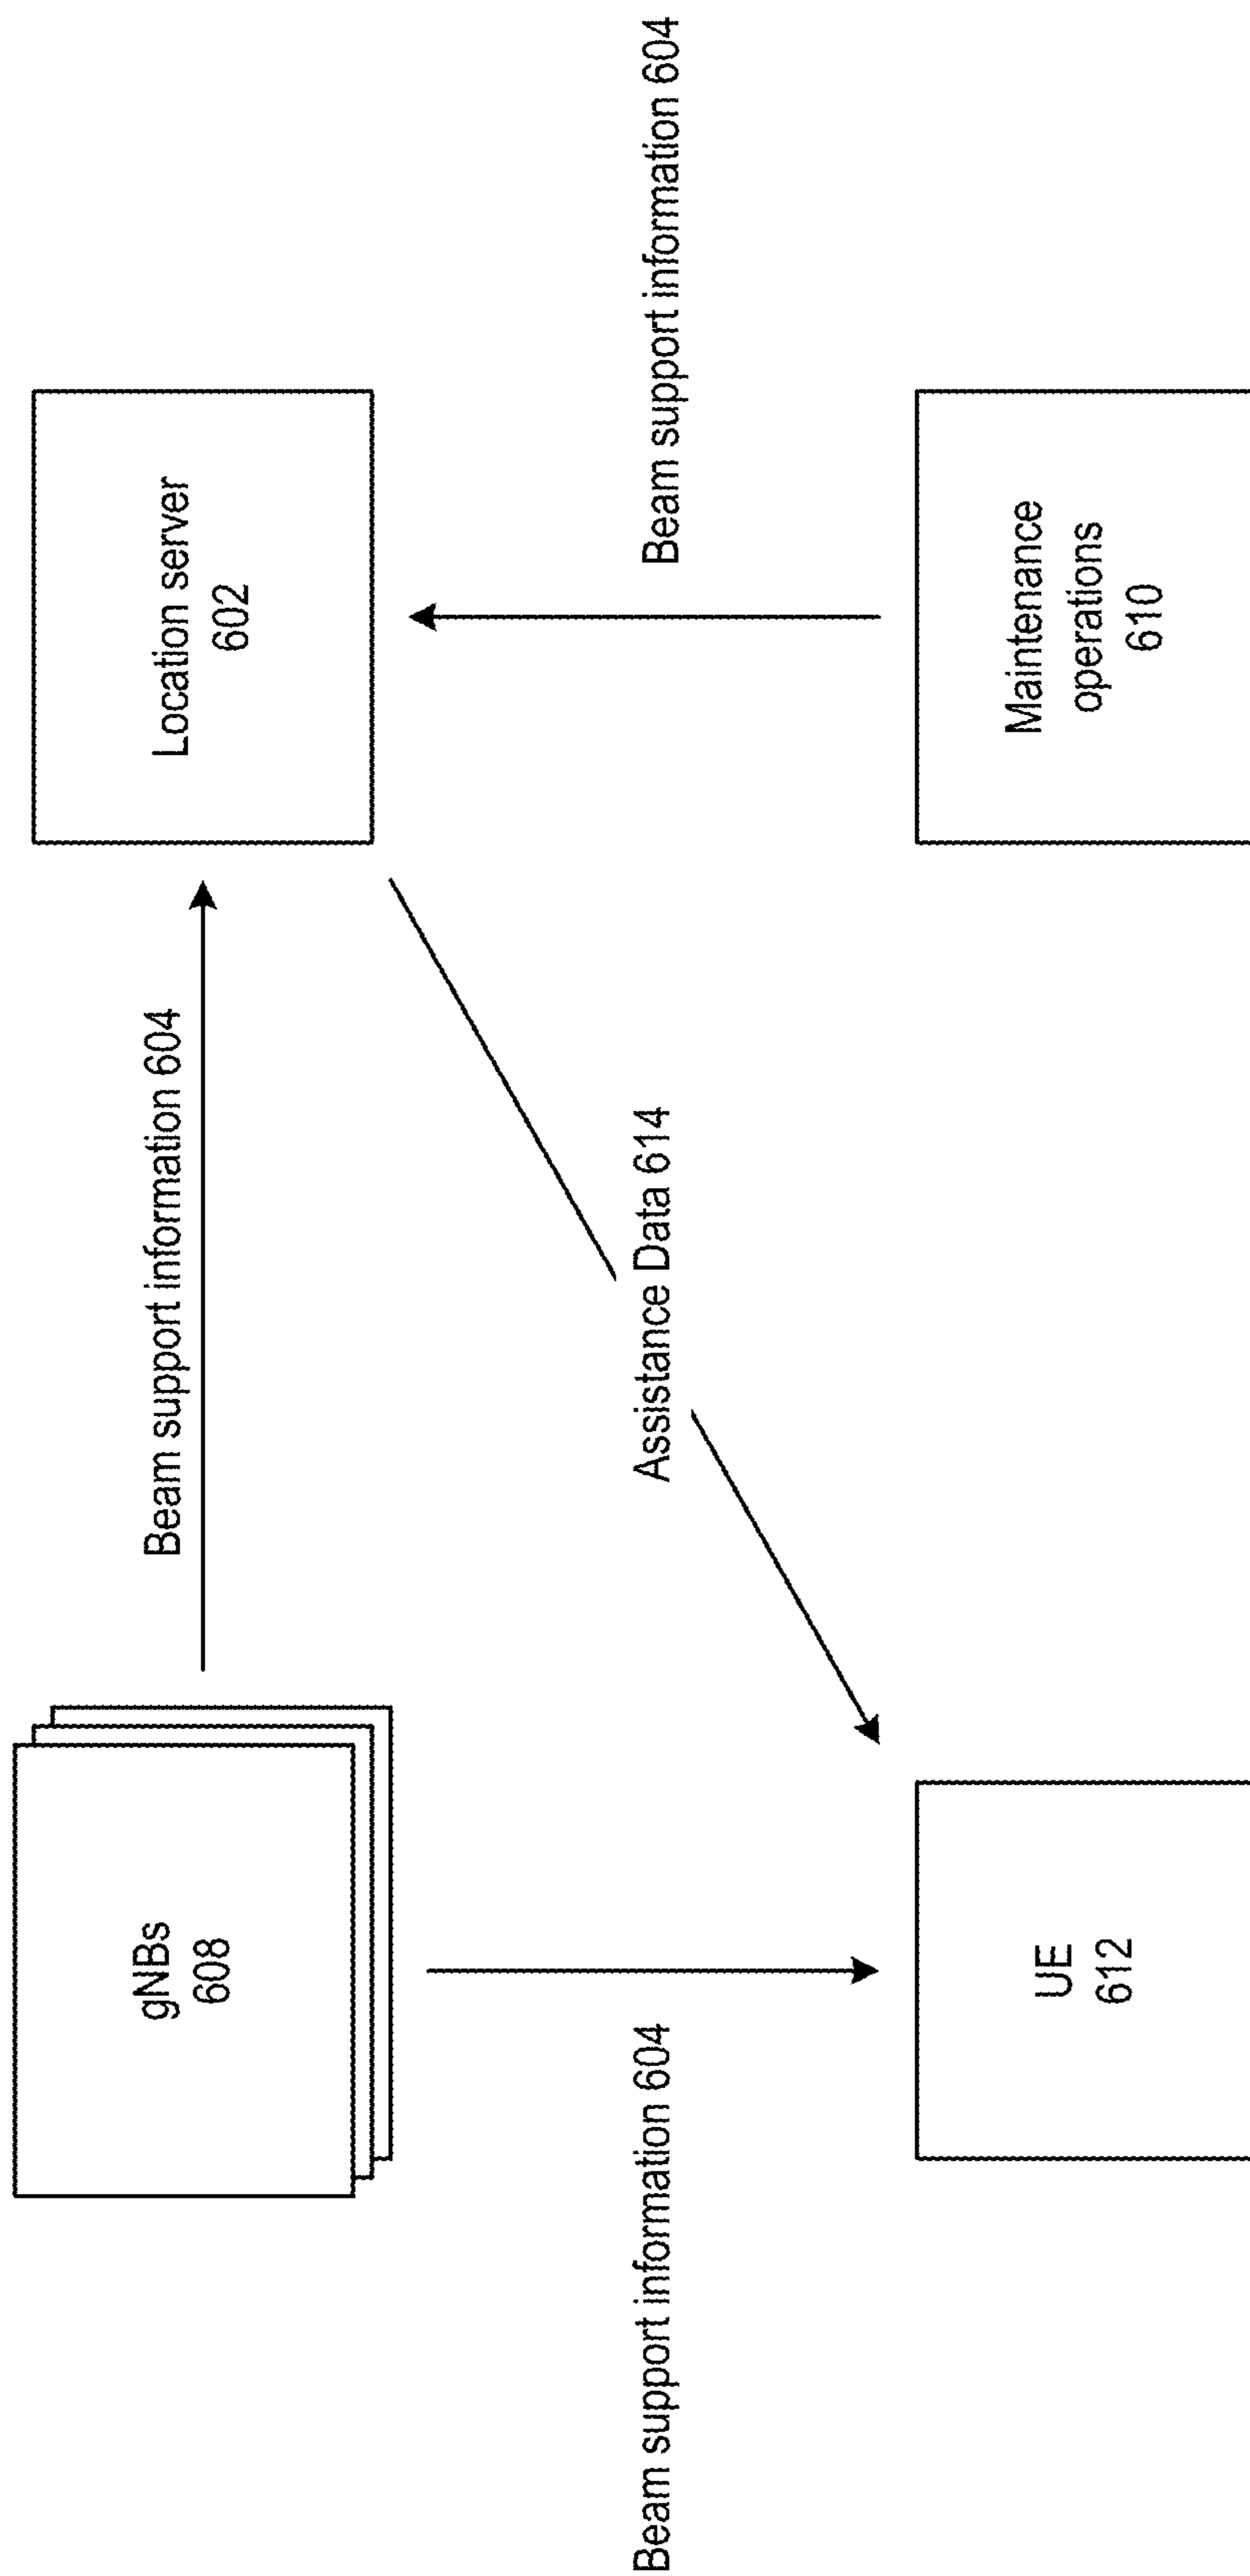 gNBs
608
Beam support information 604
Location server
602
Beam support information 604
Assistance Data 614
Beam support information 604
UE
612
Maintenance
operations
610